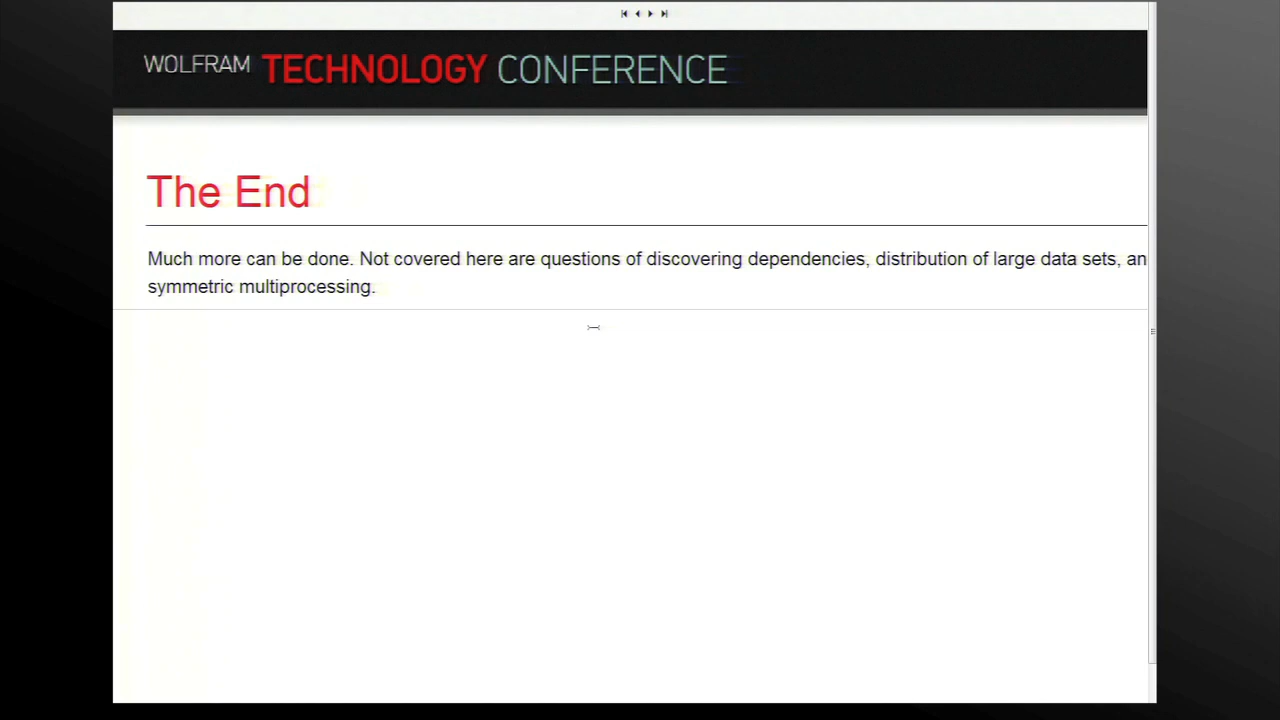 WOLFRAM TECHNOLOGY CONFERENCE
The End
Much more can be done. Not covered here are questions of discovering dependencies, distribution of large data sets, an
symmetric multiprocessing.